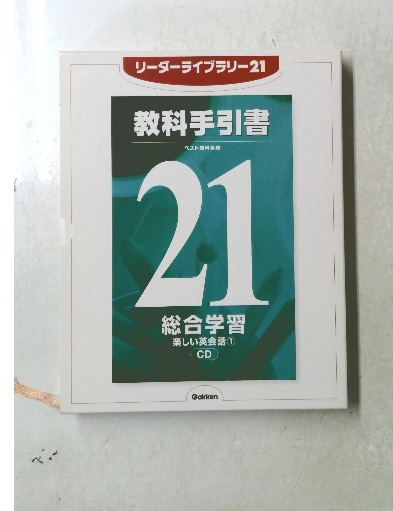 リーダーライブラリー21
教科手引書
ベスト教科事典
21
総合学習
楽しい英会話①
CD
Gakken